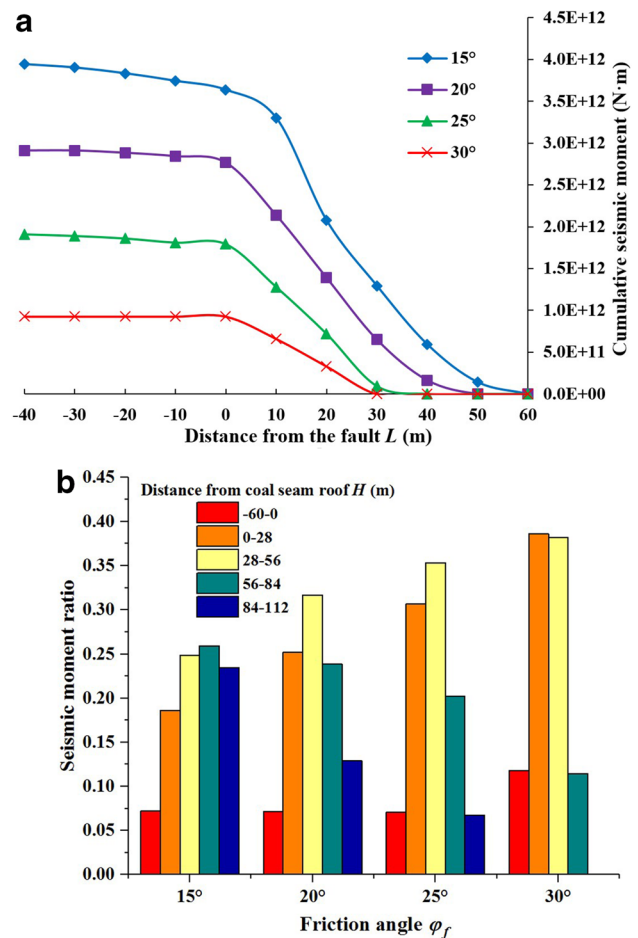 a
4.5E+12
4.0E+12
3.5E+12
3.0E+12
2.5E+12
2.0E+12
1.5E+12
1.0E+12
5.0E+11
0.0E+00
Cumulative seismic moment (N·m)
15°
20°
25°
30°
-40 -30 -20 -10 0 10 20 30 40 50 60
Distance from the fault L (m)
b
0.45
0.40
0.35
0.30
0.25
0.20
0.15
0.10
0.05
0.00
Seismic moment ratio
Distance from coal seam roof H (m)
-60-0
0-28
28-56
56-84
84-112
15° 20° 25° 30°
Friction angle φf